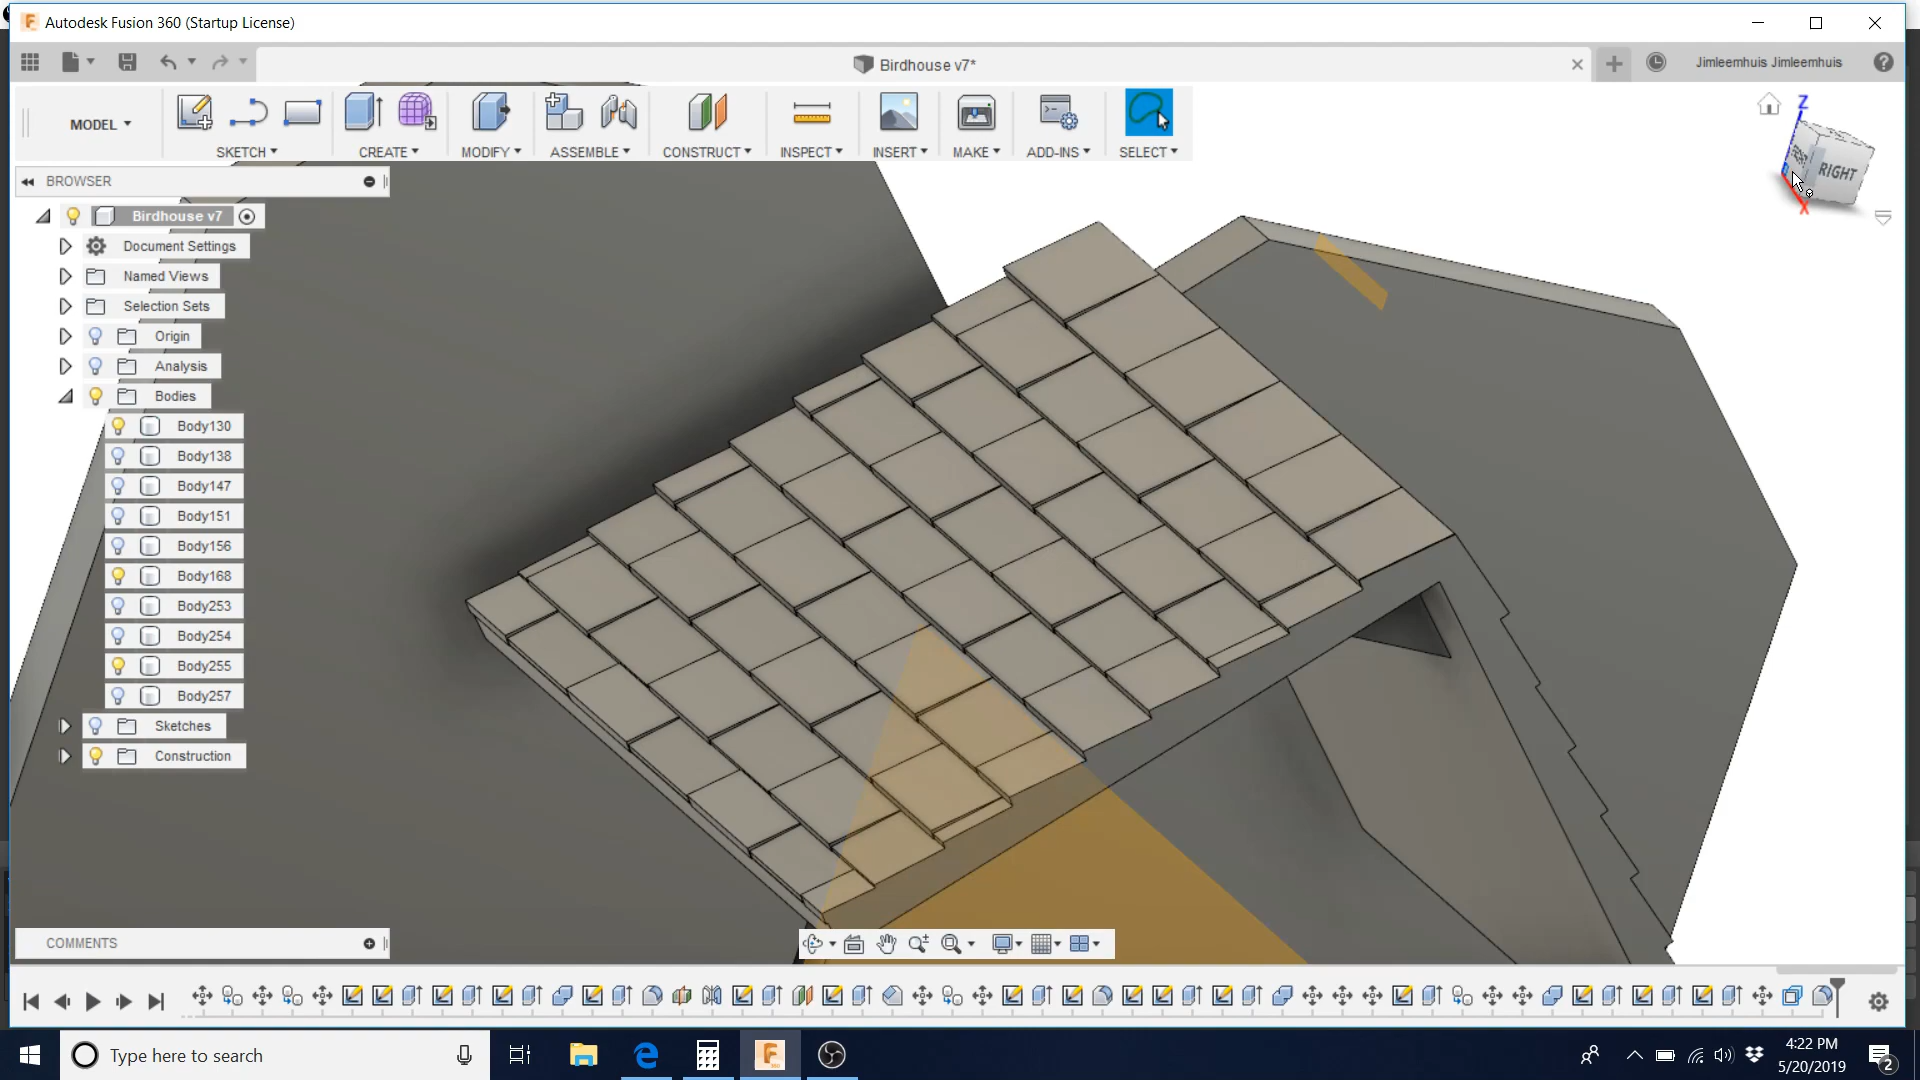 Autodesk Fusion 360 (Startup License)
Birdhouse v7*
Jimleemhuis Jimleemhuis
MODEL
SKETCH
CREATE
MODIFY
ASSEMBLE
CONSTRUCT
INSPECT
INSERT
MAKE
ADD-INS
SELECT
Z
RIGHT
X
BROWSER
Birdhouse v7
Document Settings
Named Views
Selection Sets
Origin
Analysis
Bodies
Body130
Body138
Body147
Body151
Body156
Body168
Body253
Body254
Body255
Body257
Sketches
Construction
COMMENTS
Type here to search
4:22 PM
5/20/2019
2